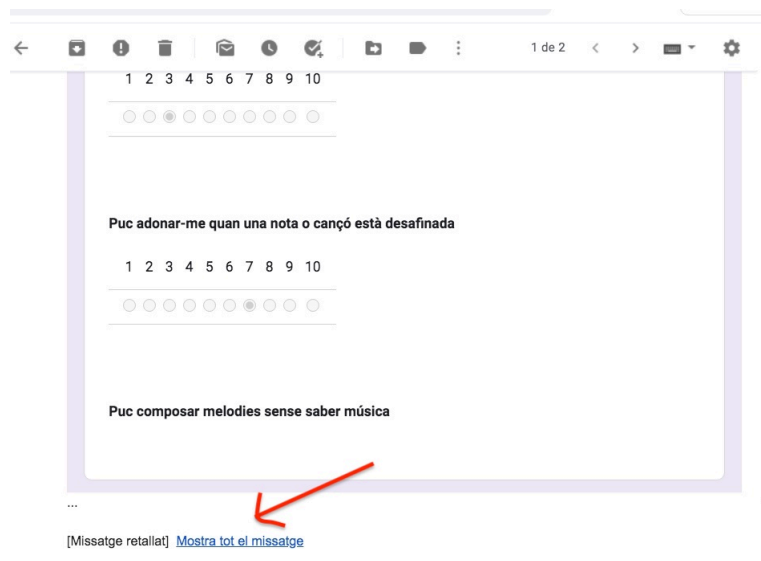 1 de 2
1 2 3 4 5 6 7 8 9 10
Puc adonar-me quan una nota o cançó està desafinada
1 2 3 4 5 6 7 8 9 10
Puc composar melodies sense saber música
...
[Missatge retallat] Mostra tot el missatge